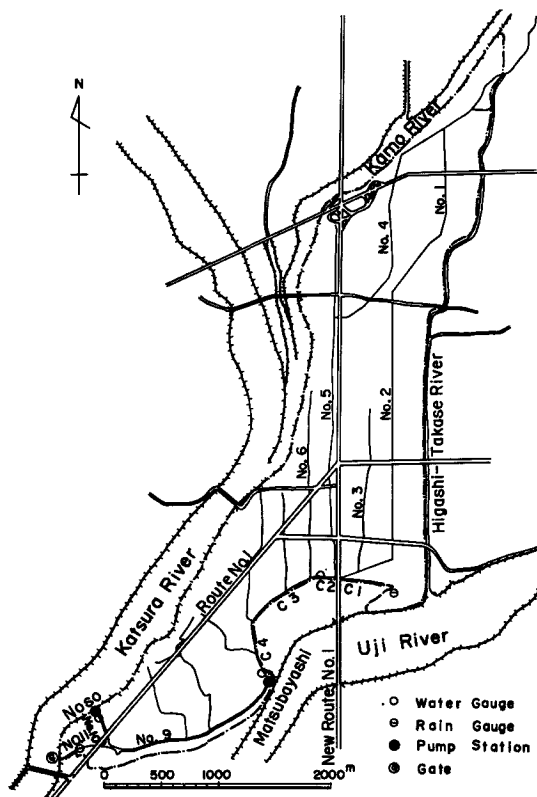 N
Kamo River
No. 1
No. 4
No. 2
No. 5
No. 6
No. 3
Higashi-Takase River
Katsura River
Route No. 1
C 3
C 2
C 1
C 4
Uji River
Matsubayashi
New Route No. 1
Noso
No. 9
Water Gauge
Rain Gauge
Pump Station
Gate
0 500 1000 2000 m